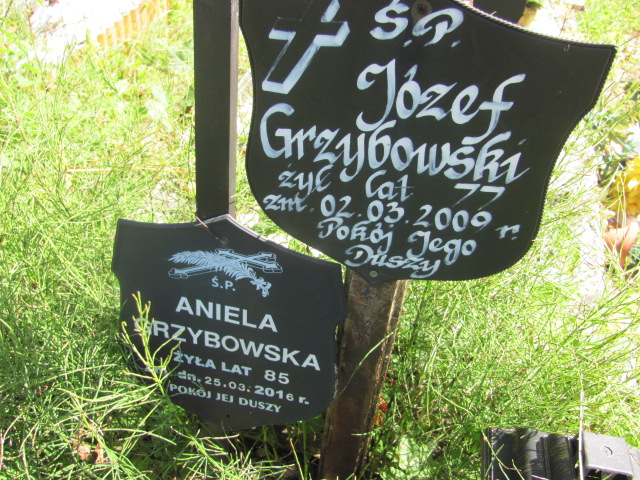 Ś.P.
Józef
Grzybowski
żył lat 77
zm. 02.03.2009 r.
Pokój Jego
Duszy
Ś.P.
ANIELA
GRZYBOWSKA
ŻYŁA LAT 85
dn. 25.03.2016 r.
POKÓJ JEJ DUSZY